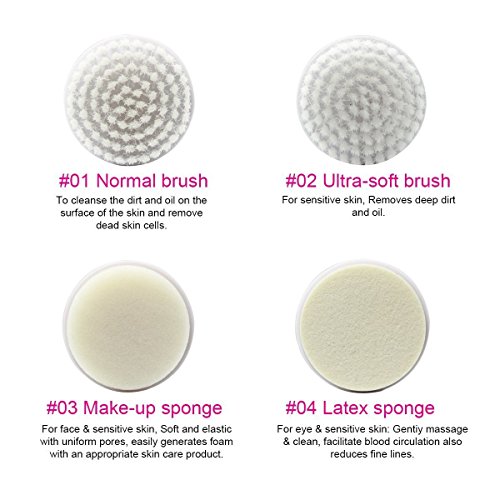 #01 Normal brush
To cleanse the dirt and oil on the
surface of the skin and remove
dead skin cells.
#02 Ultra-soft brush
For sensitive skin, Removes deep dirt
and oil.
#03 Make-up sponge
For face & sensitive skin, Soft and elastic
with uniform pores, easily generates foam
with an appropriate skin care product.
#04 Latex sponge
For eye & sensitive skin: Gentiy massage
& clean, facilitate blood circulation also
reduces fine lines.